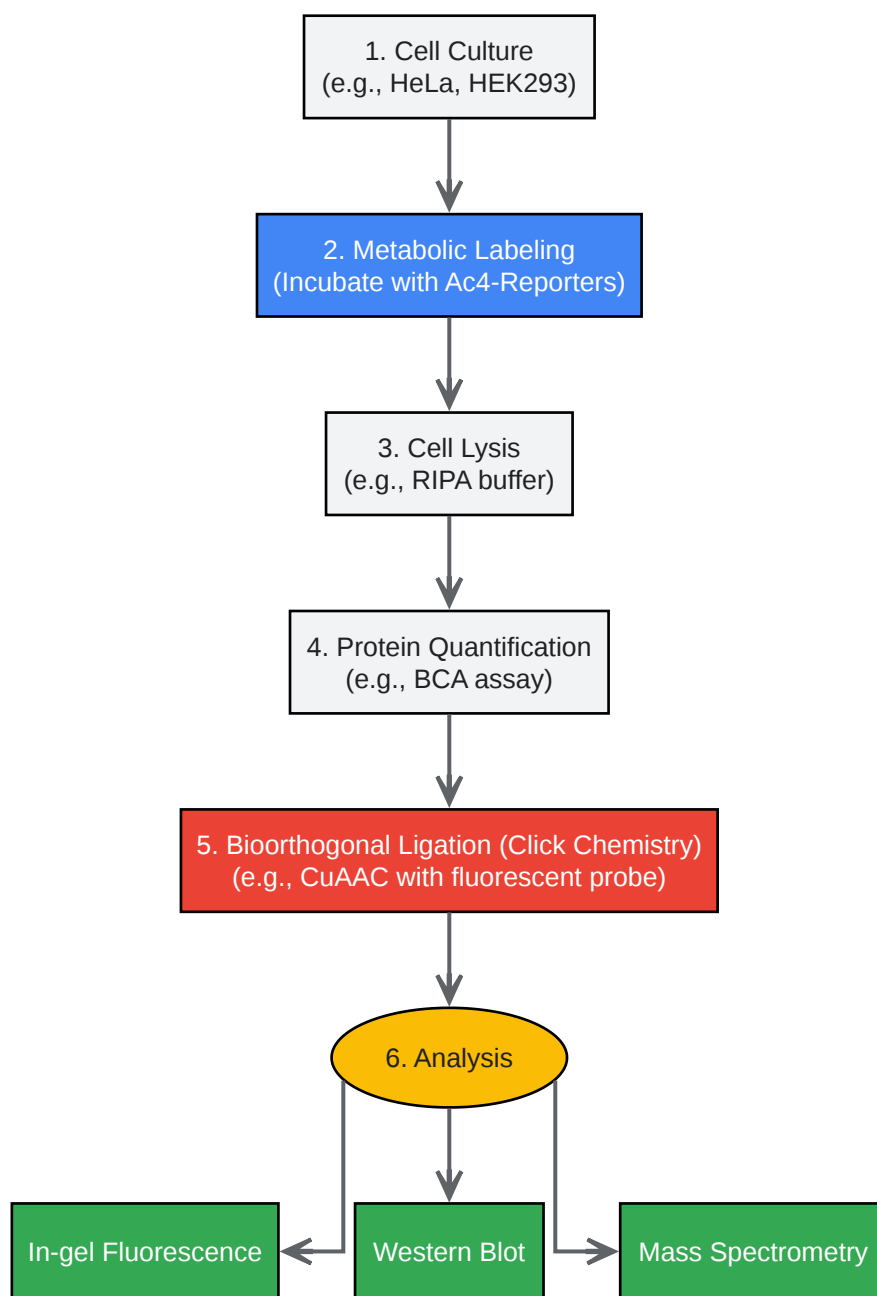 1. Cell Culture
(e.g., HeLa, HEK293)
2. Metabolic Labeling
(Incubate with Ac4-Reporters)
3. Cell Lysis
(e.g., RIPA buffer)
4. Protein Quantification
(e.g., BCA assay)
5. Bioorthogonal Ligation (Click Chemistry)
(e.g., CuAAC with fluorescent probe)
6. Analysis
In-gel Fluorescence
Western Blot
Mass Spectrometry